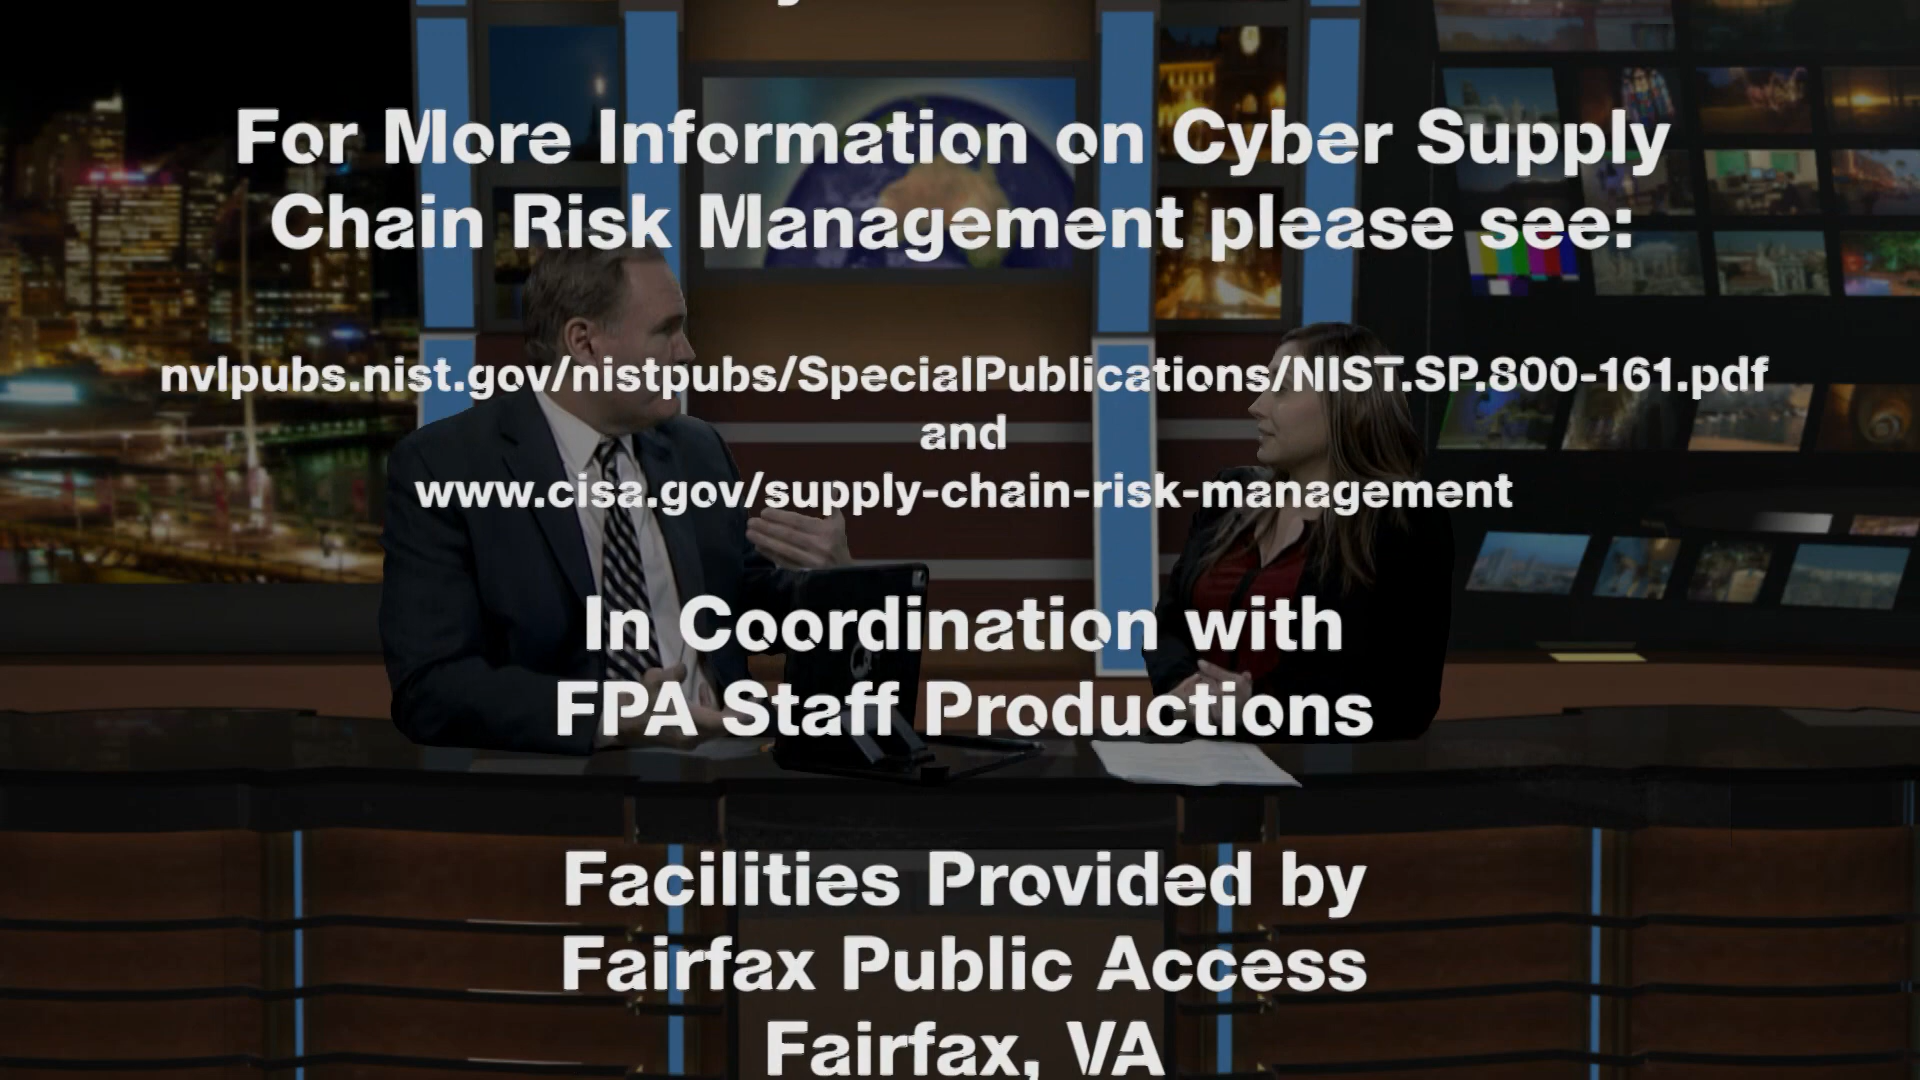 For More Information on Cyber Supply
Chain Risk Management please see:
nvlpubs.nist.gov/nistpubs/SpecialPublications/NIST.SP.800-161.pdf
and
www.cisa.gov/supply-chain-risk-management
In Coordination with
FPA Staff Productions
Facilities Provided by
Fairfax Public Access
Fairfax, VA